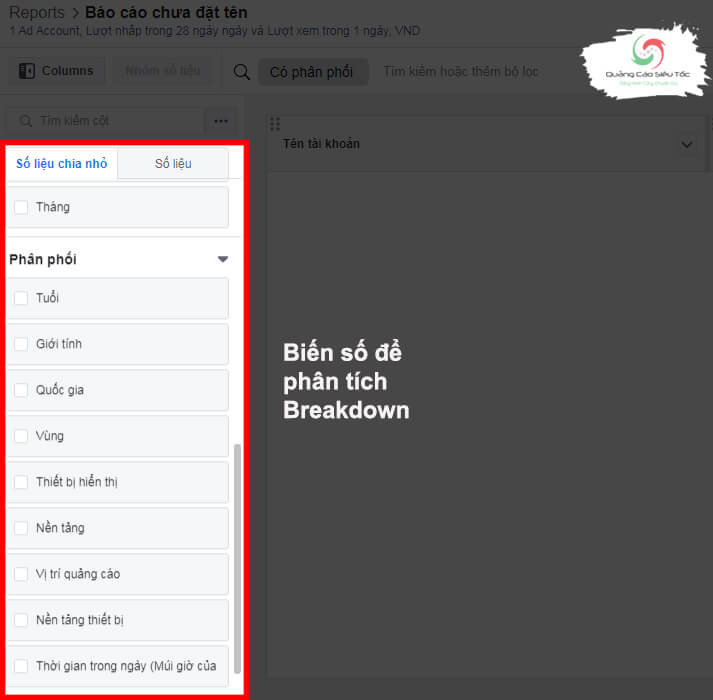 Reports > Báo cáo chưa đặt tên
1 Ad Account, Lượt nhấp trong 28 ngày ngày và Lượt xem trong 1 ngày, VND
Columns
Nhóm số liệu
Có phân phối
Tìm kiếm hoặc thêm bộ lọc
Quảng Cáo Siêu Tốc
Tìm kiếm cột
Số liệu chia nhỏ
Số liệu
Tên tài khoản
Tháng
Phân phối
Tuổi
Giới tính
Quốc gia
Vùng
Thiết bị hiển thị
Nền tảng
Vị trí quảng cáo
Nền tảng thiết bị
Thời gian trong ngày (Múi giờ của
Biến số để
phân tích
Breakdown